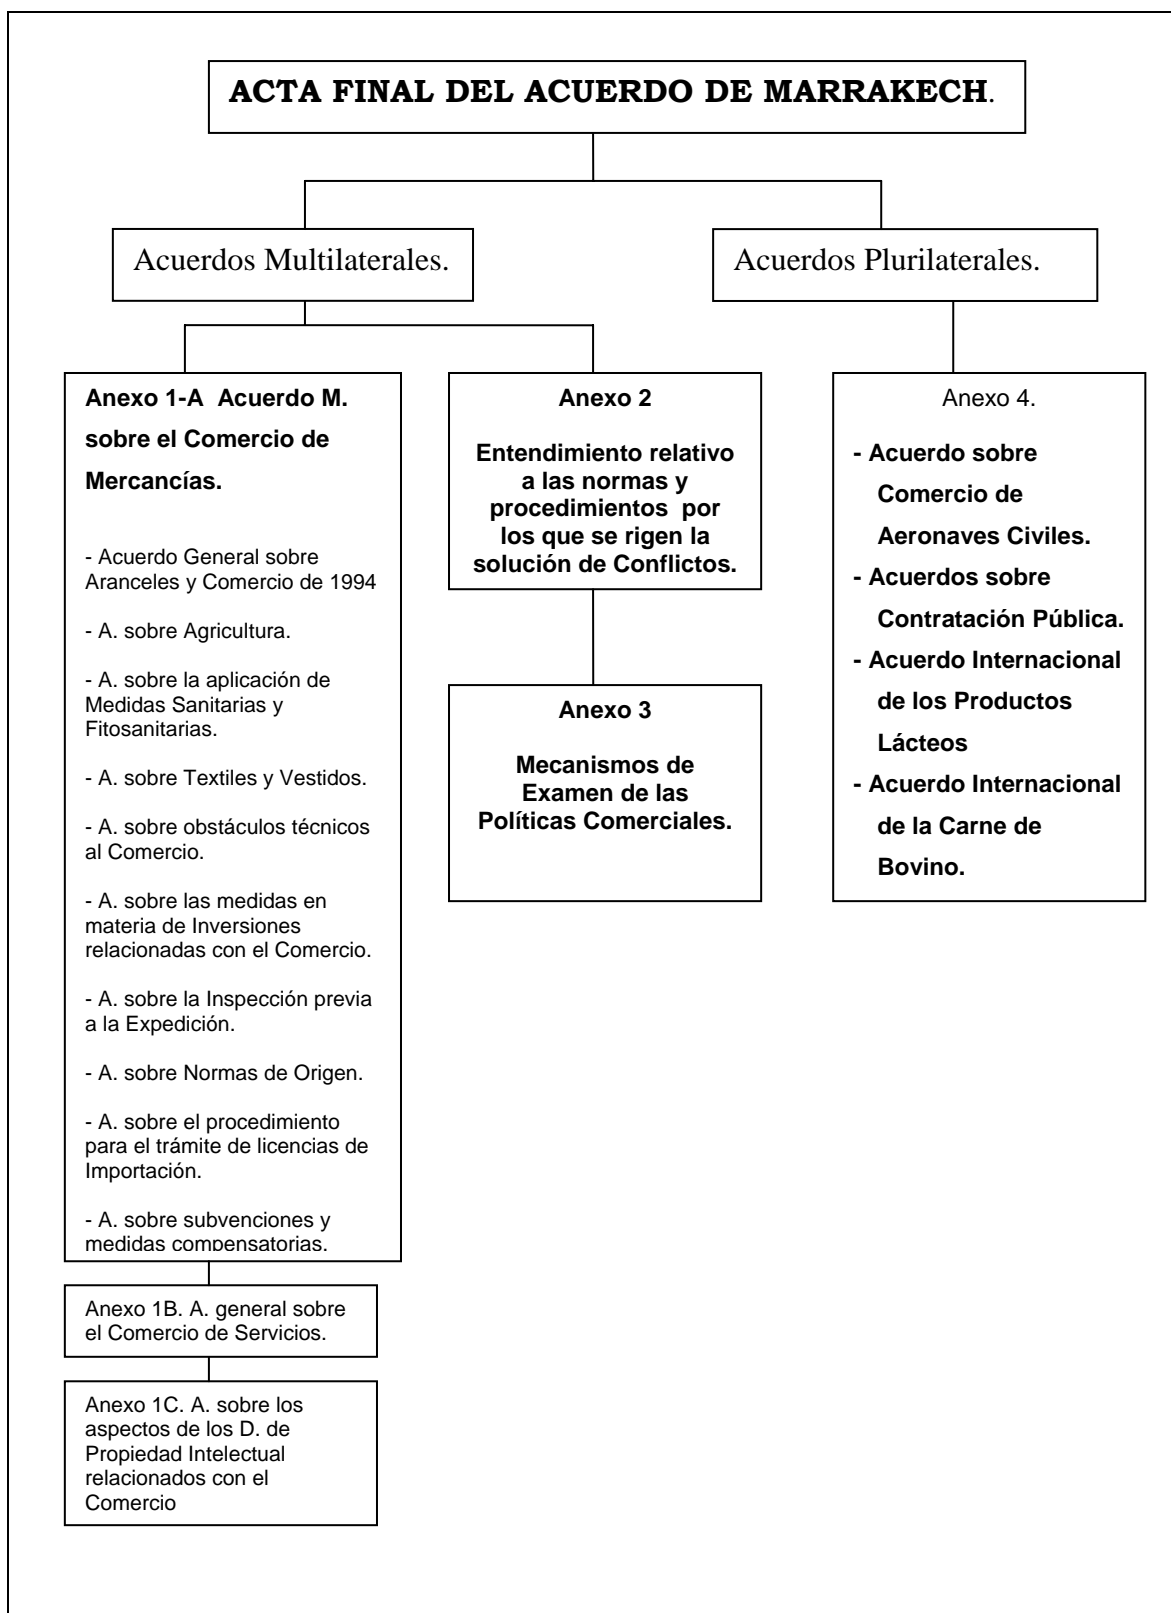 ACTA FINAL DEL ACUERDO DE MARRAKECH.
Acuerdos Multilaterales.
Acuerdos Plurilaterales.
Anexo 1-A  Acuerdo M.
sobre el Comercio de
Mercancías.
- Acuerdo General sobre
Aranceles y Comercio de 1994
- A. sobre Agricultura.
- A. sobre la aplicación de
Medidas Sanitarias y
Fitosanitarias.
- A. sobre Textiles y Vestidos.
- A. sobre obstáculos técnicos
al Comercio.
- A. sobre las medidas en
materia de Inversiones
relacionadas con el Comercio.
- A. sobre la Inspección previa
a la Expedición.
- A. sobre Normas de Origen.
- A. sobre el procedimiento
para el trámite de licencias de
Importación.
- A. sobre subvenciones y
medidas compensatorias.
Anexo 1B. A. general sobre
el Comercio de Servicios.
Anexo 1C. A. sobre los
aspectos de los D. de
Propiedad Intelectual
relacionados con el
Comercio
Anexo 2
Entendimiento relativo
a las normas y
procedimientos  por
los que se rigen la
solución de Conflictos.
Anexo 3
Mecanismos de
Examen de las
Políticas Comerciales.
Anexo 4.
- Acuerdo sobre
Comercio de
Aeronaves Civiles.
- Acuerdos sobre
Contratación Pública.
- Acuerdo Internacional
de los Productos
Lácteos
- Acuerdo Internacional
de la Carne de
Bovino.